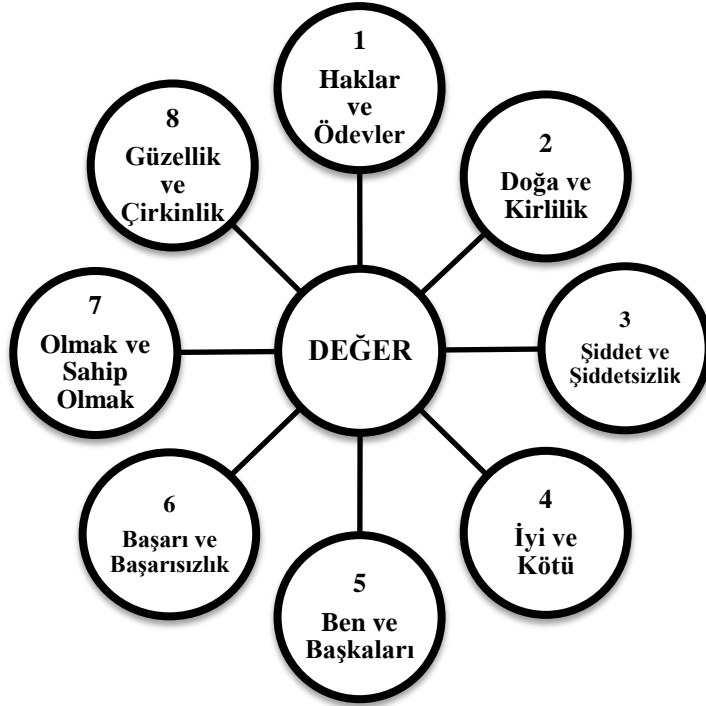 1
Haklar
ve
Ödevler
2
Doğa ve
Kirlilik
3
Şiddet ve
Şiddetsizlik
4
İyi ve
Kötü
5
Ben ve
Başkaları
6
Başarı ve
Başarısızlık
7
Olmak ve
Sahip
Olmak
8
Güzellik
ve
Çirkinlik
DEĞER